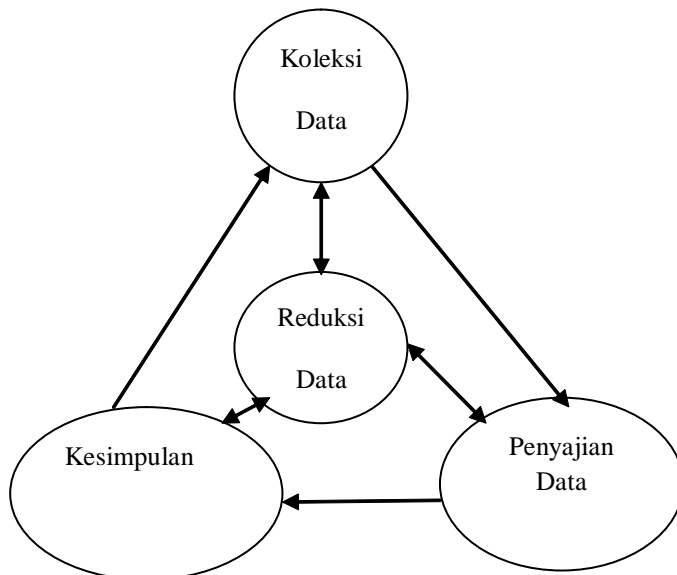 Koleksi
Data
Reduksi
Data
Kesimpulan
Penyajian
Data